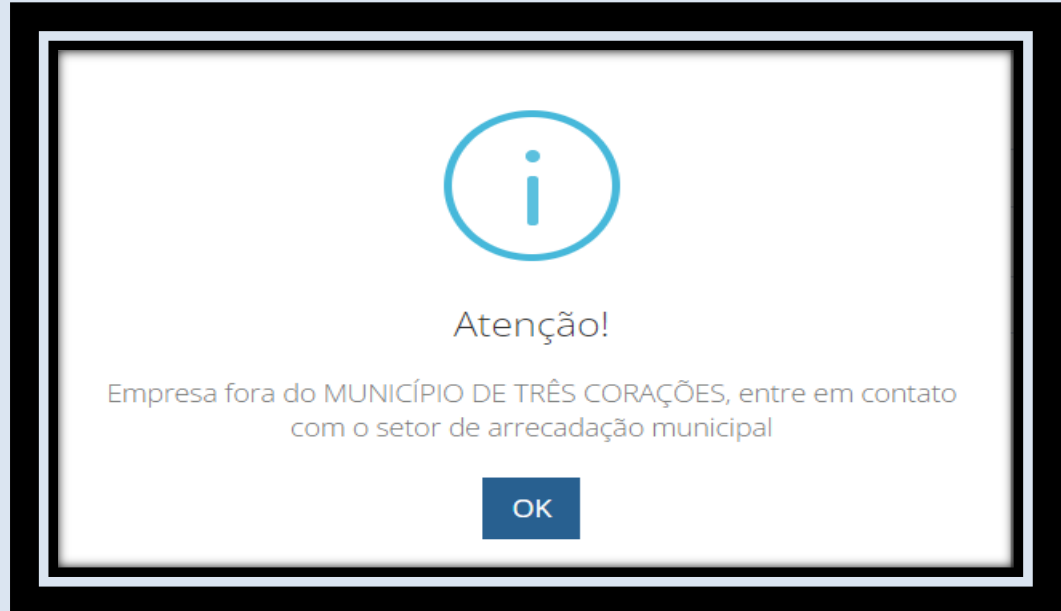 i
Atenção!
Empresa fora do MUNICÍPIO DE TRÊS CORAÇÕES, entre em contato
com o setor de arrecadação municipal
OK